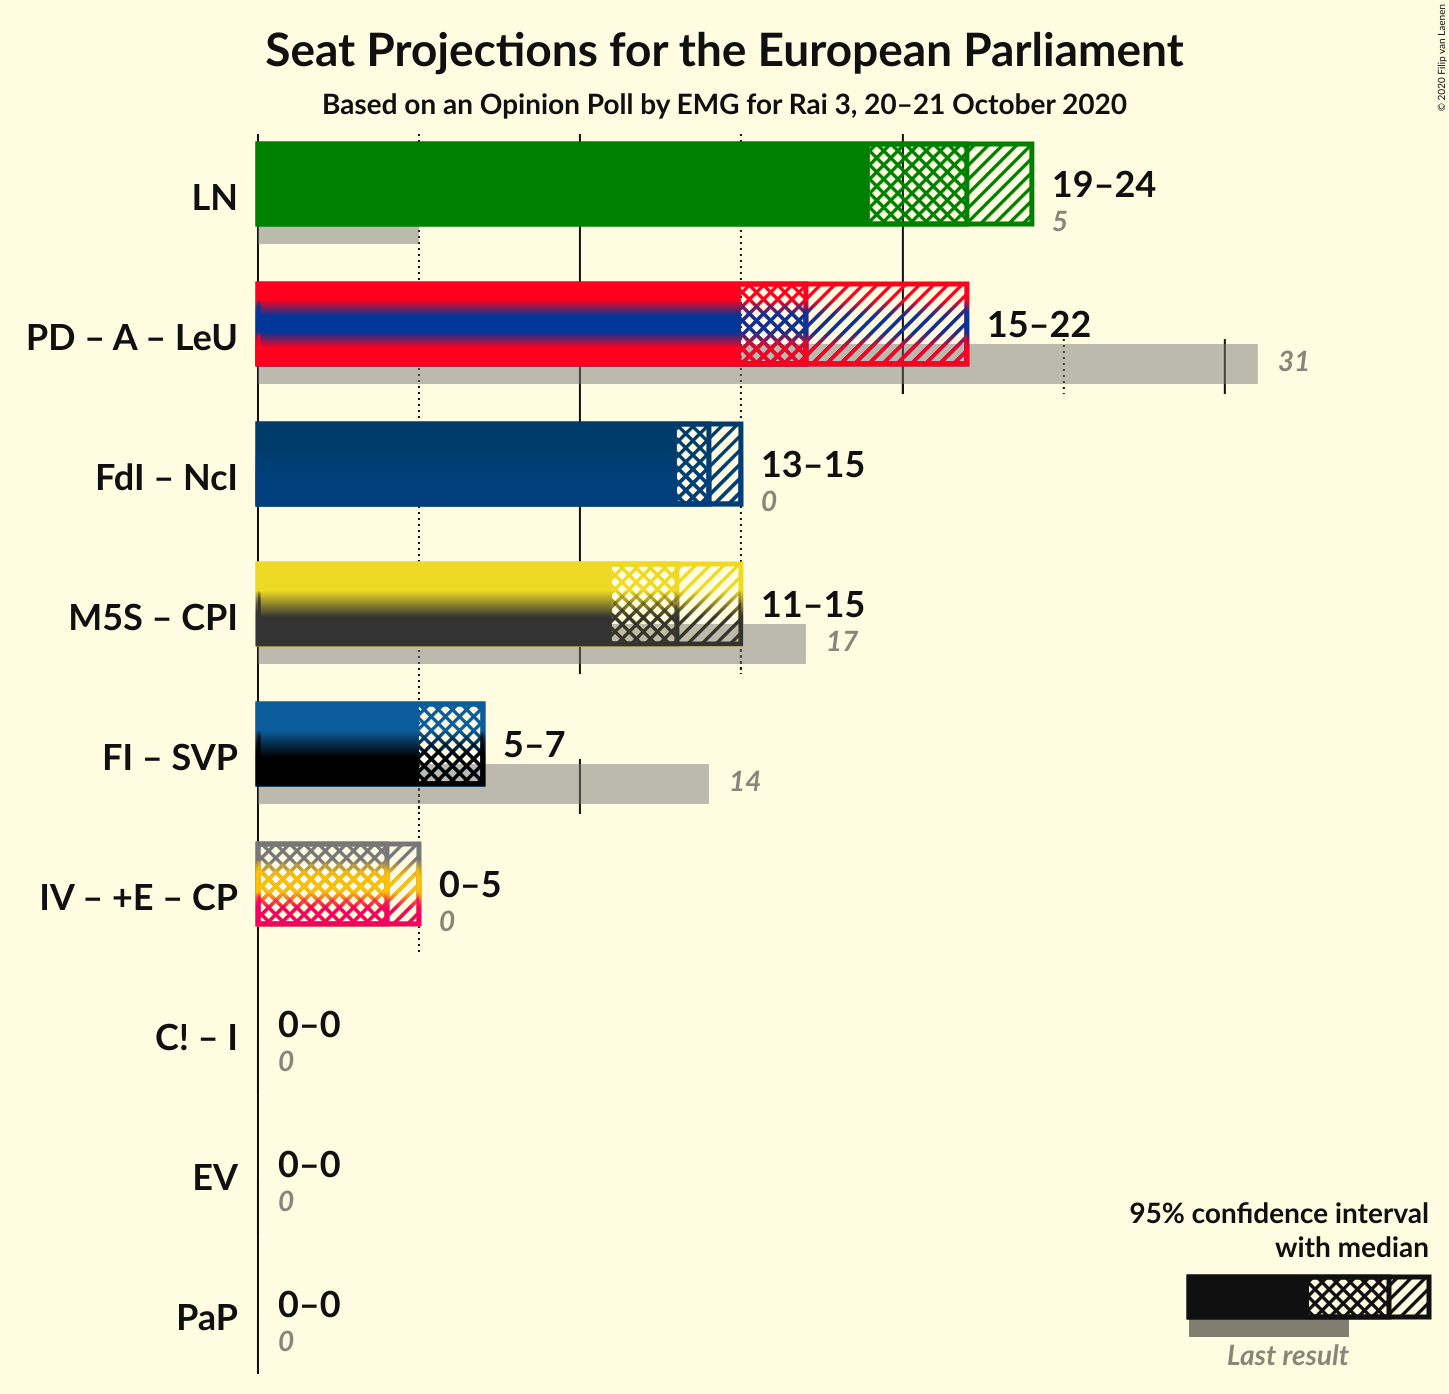 Seat Projections for the European Parliament
Based on an Opinion Poll by EMG for Rai 3, 20–21 October 2020
© 2020 Filip van Laenen
LN
19–24
5
PD – A – LeU
15–22
31
FdI – NcI
13–15
0
M5S – CPI
11–15
17
FI – SVP
5–7
14
IV – +E – CP
0–5
0
C! – I
0–0
0
EV
0–0
0
PaP
0–0
0
95% confidence interval
with median
Last result